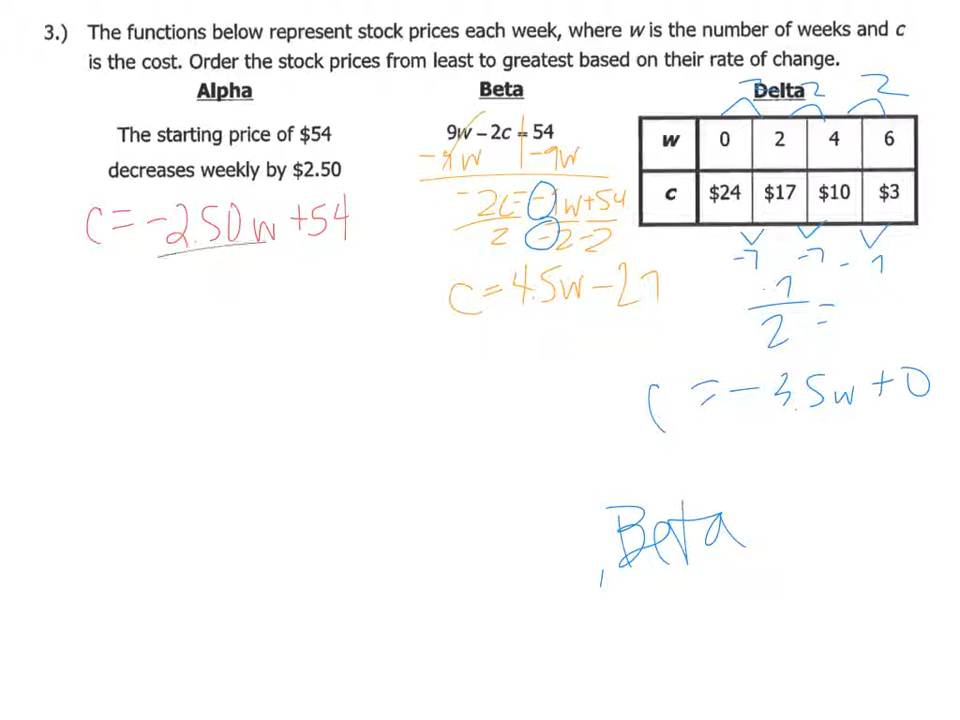 3.) The functions below represent stock prices each week, where w is the number of weeks and c
is the cost. Order the stock prices from least to greatest based on their rate of change.
Alpha
The starting price of $54
decreases weekly by $2.50
C = -2.50w +54
Beta
9w – 2c = 54
-9w -9w
-2c = -9w+54
2 -2 -2
C = 4.5w - 27
Delta
2 2 2
w 0 2 4 6
c $24 $17 $10 $3
-7 -7 -7
7
2 =
C = -3.5w + 0
, Beta